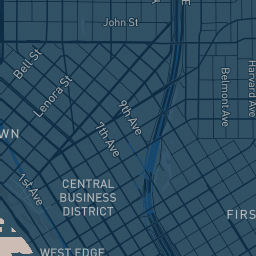 John St
Bell St
Lenora St
Belmont Ave
Harvard Ave
9th Ave
7th Ave
1st Ave
WN
CENTRAL
BUSINESS
DISTRICT
FIRS
WEST EDGE